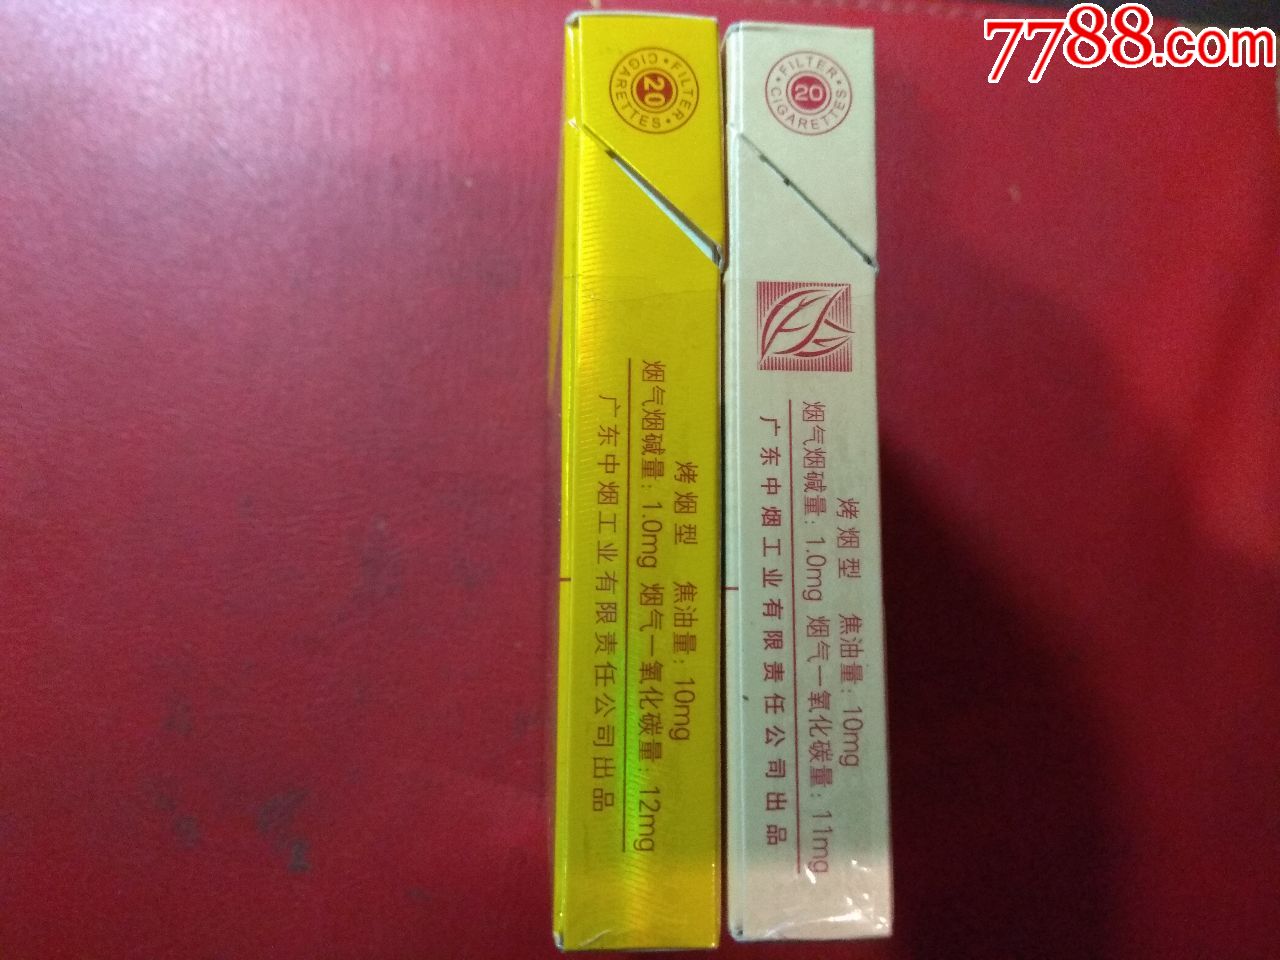 7788.com
FILTER
CIGARETTES
20
烤烟型 焦油量：10mg
烟气烟碱量：1.0mg 烟气一氧化碳量：12mg
广东中烟工业有限责任公司出品
FILTER
CIGARETTES
20
烤烟型 焦油量：10mg
烟气烟碱量：1.0mg 烟气一氧化碳量：11mg
广东中烟工业有限责任公司出品